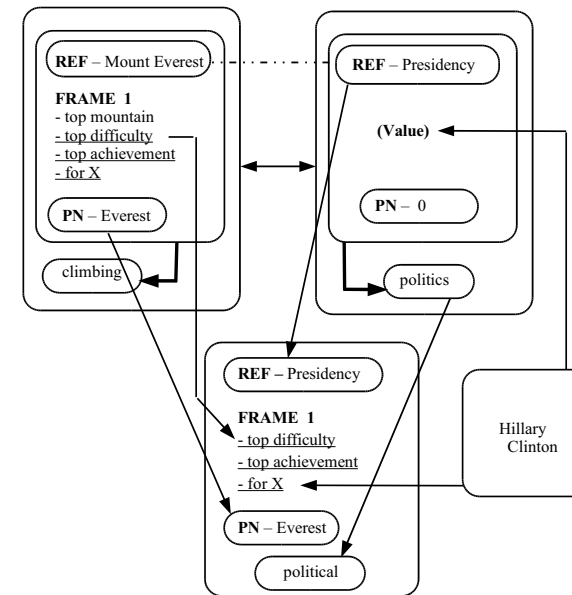 REF – Mount Everest
FRAME 1
- top mountain
- top difficulty
- top achievement
- for X
PN – Everest
climbing
REF – Presidency
(Value)
PN – 0
politics
REF – Presidency
FRAME 1
- top difficulty
- top achievement
- for X
PN – Everest
political
Hillary
Clinton